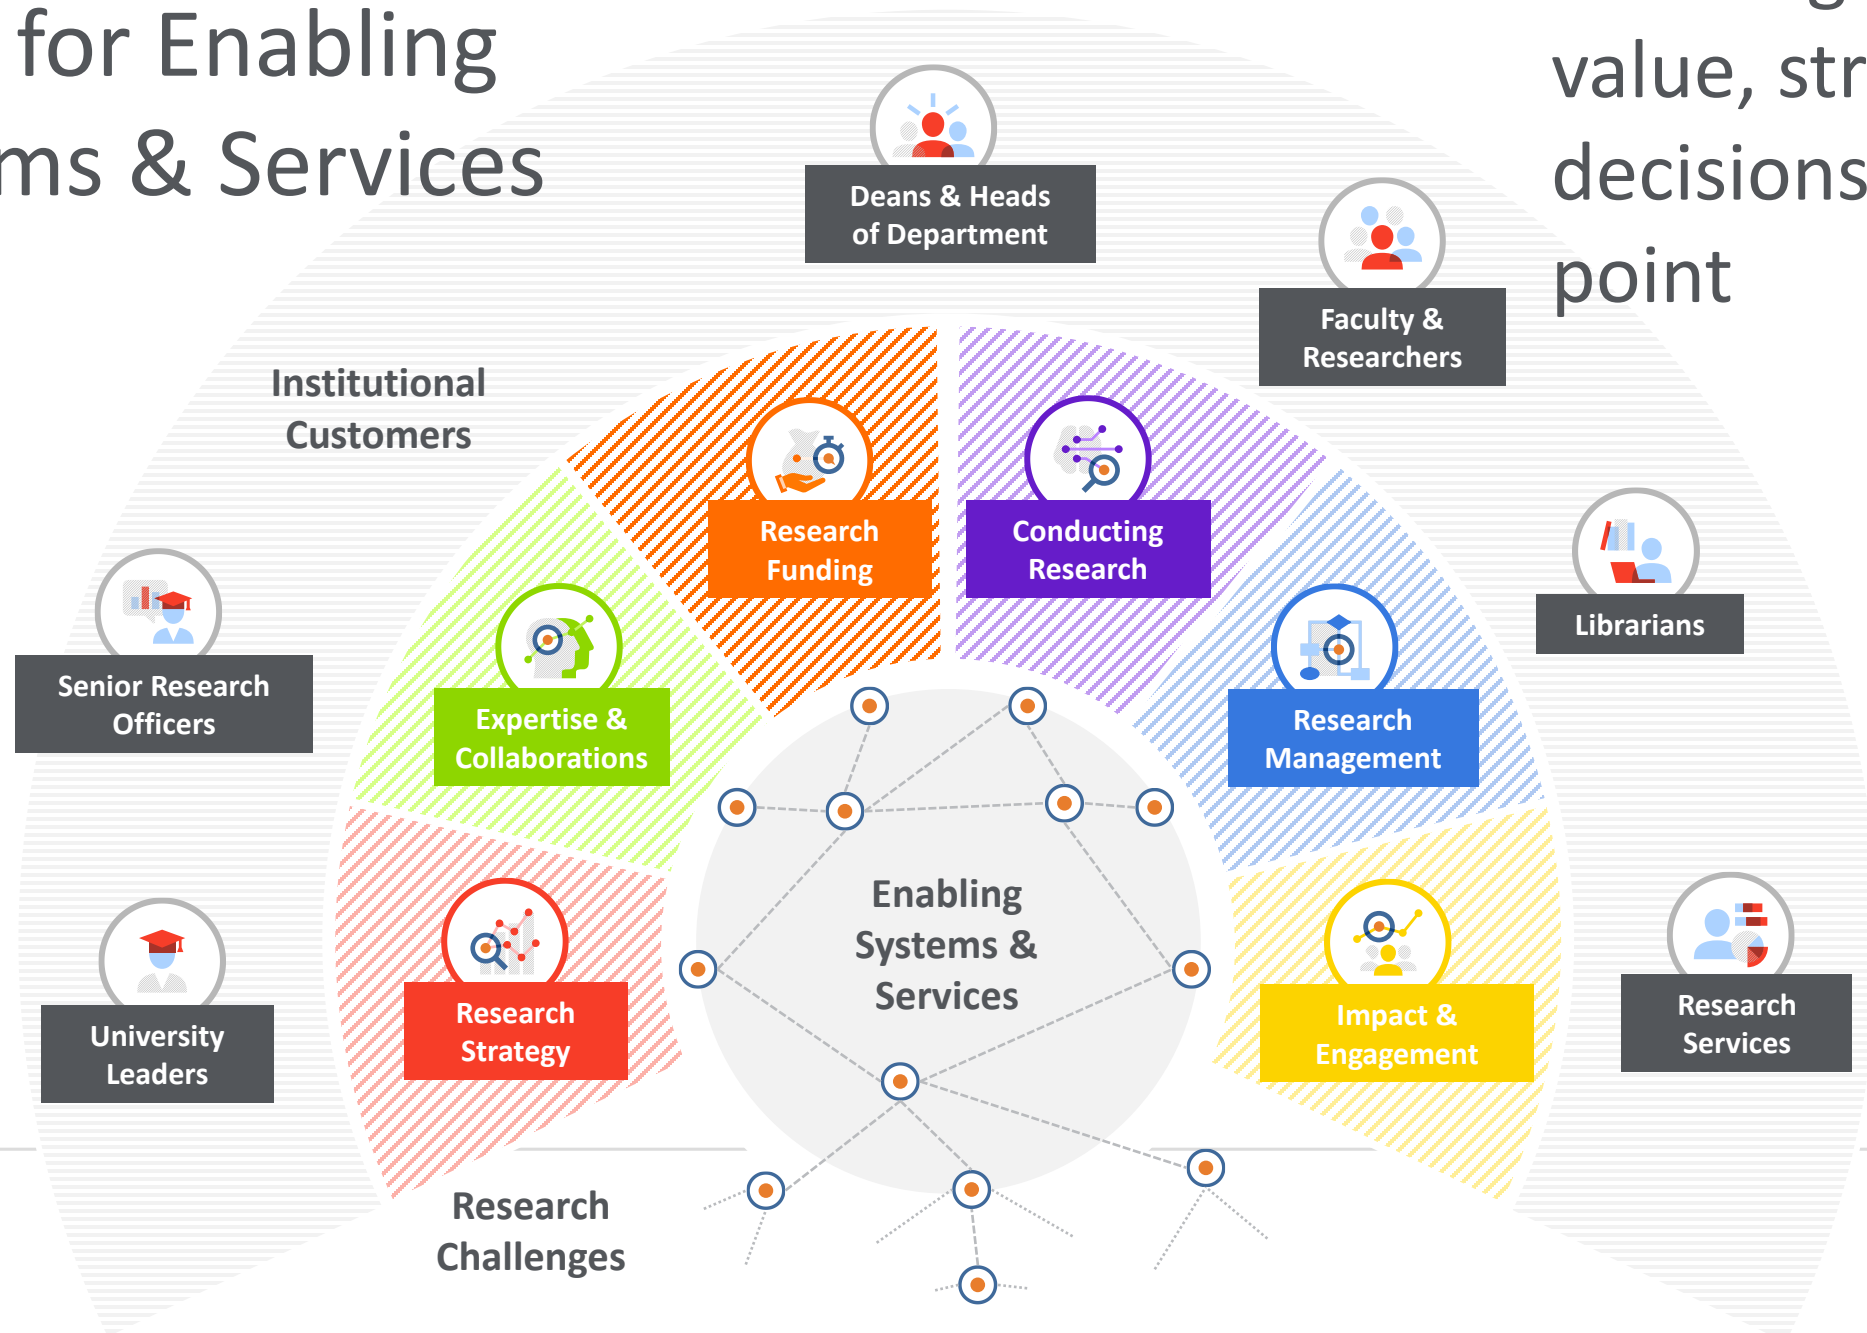 for Enabling
ms & Services
value, str
decisions
point
Deans & Heads
of Department
Faculty &
Researchers
Institutional
Customers
Research
Funding
Conducting
Research
Librarians
Senior Research
Officers
Expertise &
Collaborations
Research
Management
Enabling
Systems &
Services
University
Leaders
Research
Strategy
Impact &
Engagement
Research
Services
Research
Challenges